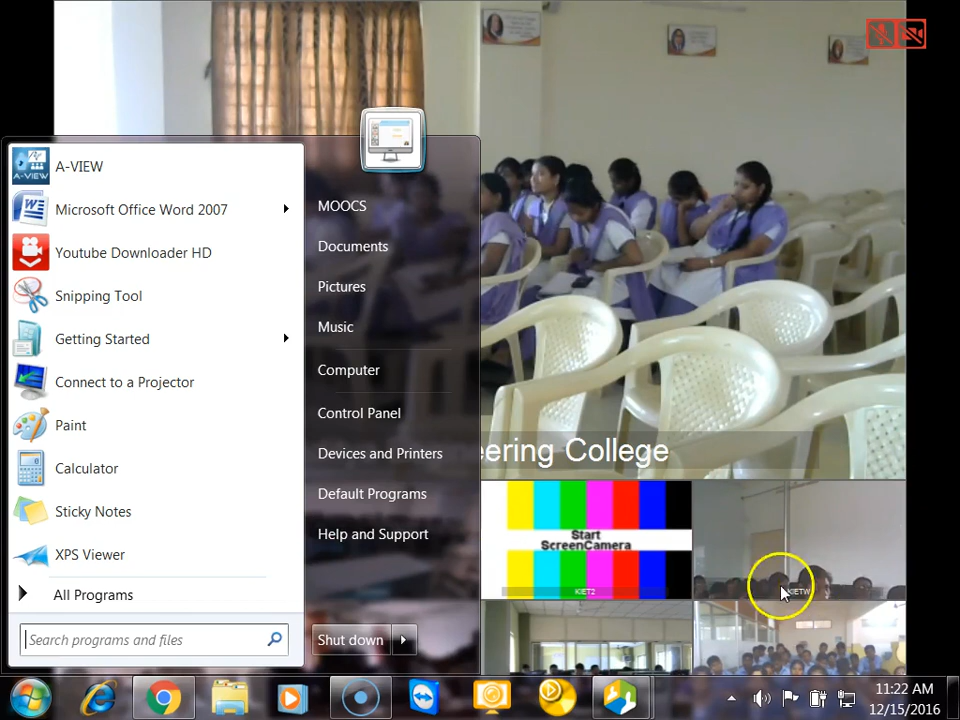 A-VIEW
A-VIEW
Microsoft Office Word 2007
Youtube Downloader HD
Snipping Tool
Getting Started
Connect to a Projector
Paint
Calculator
Sticky Notes
XPS Viewer
All Programs
Search programs and files
MOOCS
Documents
Pictures
Music
Computer
Control Panel
Devices and Printers
Default Programs
Help and Support
Shut down
eering College
Start
ScreenCamera
KIET2
KIETW
11:22 AM
12/15/2016